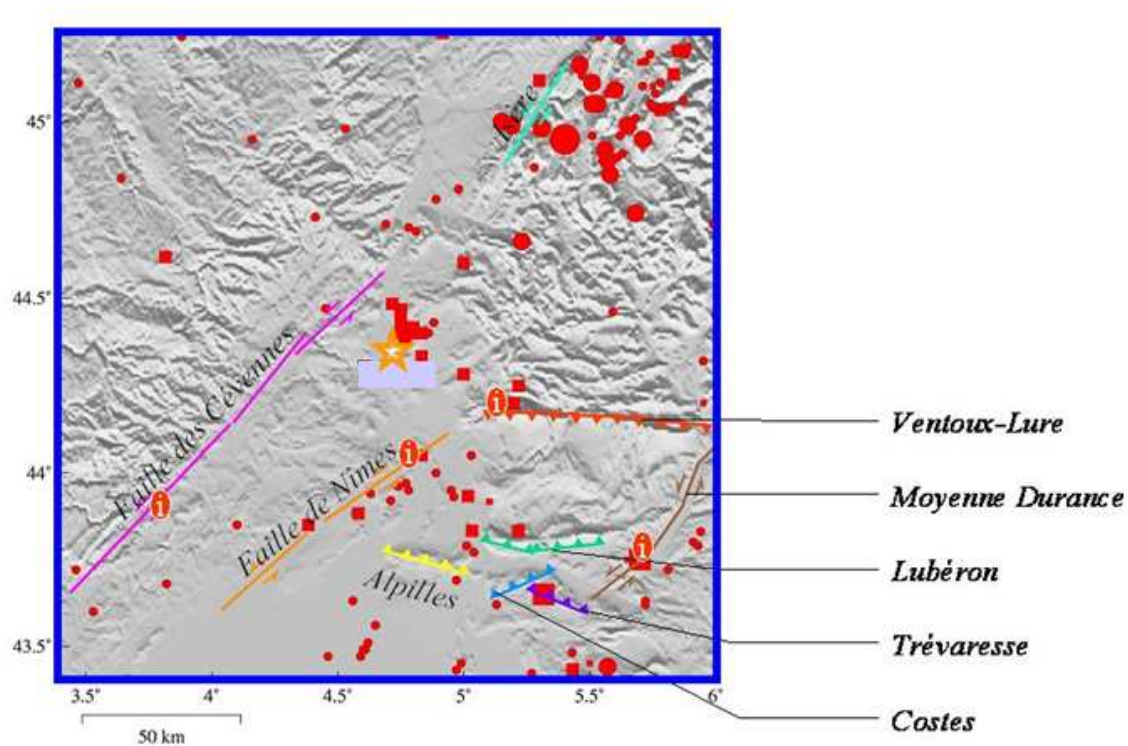 45°
44.5°
44°
43.5°
3.5°
4°
4.5°
5°
5.5°
6°
50 km
Isère
Faille des Cévennes
Faille de Nîmes
Alpilles
i
i
i
i
Ventoux-Lure
Moyenne Durance
Lubéron
Trévaresse
Costes